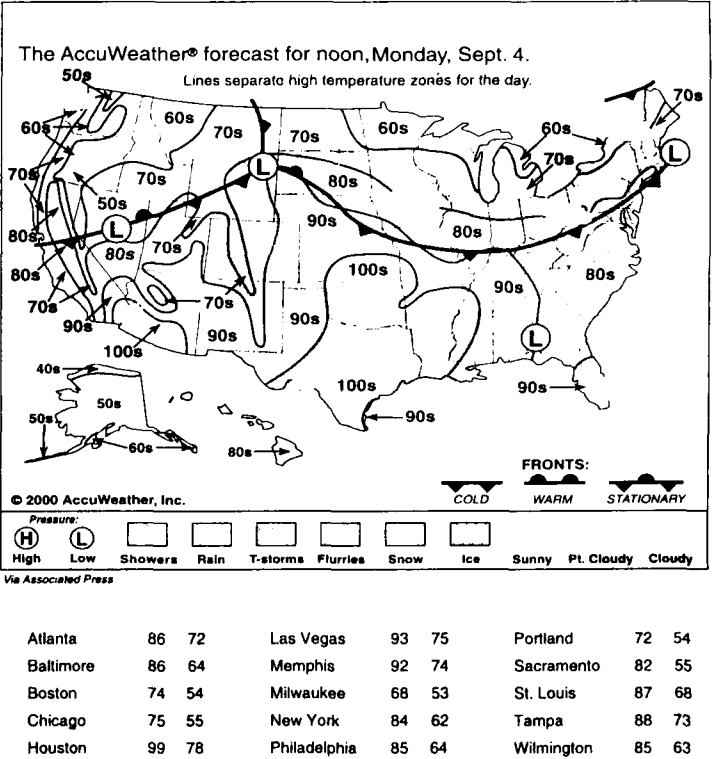 The AccuWeather® forecast for noon, Monday, Sept. 4.
Lines separate high temperature zones for the day.
50s
60s
70s
80s
80s
70s
90s
50s
60s
70s
70s
L
80s
70s
70s
100s
90s
L
70s
60s
80s
90s
100s
90s
100s
90s
60s
70s
70s
L
80s
80s
90s
L
90s
40s
50s
50s
60s
80s
FRONTS:
COLD WARM STATIONARY
© 2000 AccuWeather, Inc.
Pressure:
H L
High Low Showers Rain T-storms Flurries Snow Ice Sunny Pt. Cloudy Cloudy
Via Associated Press
Atlanta 86 72 Las Vegas 93 75 Portland 72 54
Baltimore 86 64 Memphis 92 74 Sacramento 82 55
Boston 74 54 Milwaukee 68 53 St. Louis 87 68
Chicago 75 55 New York 84 62 Tampa 88 73
Houston 99 78 Philadelphia 85 64 Wilmington 85 63